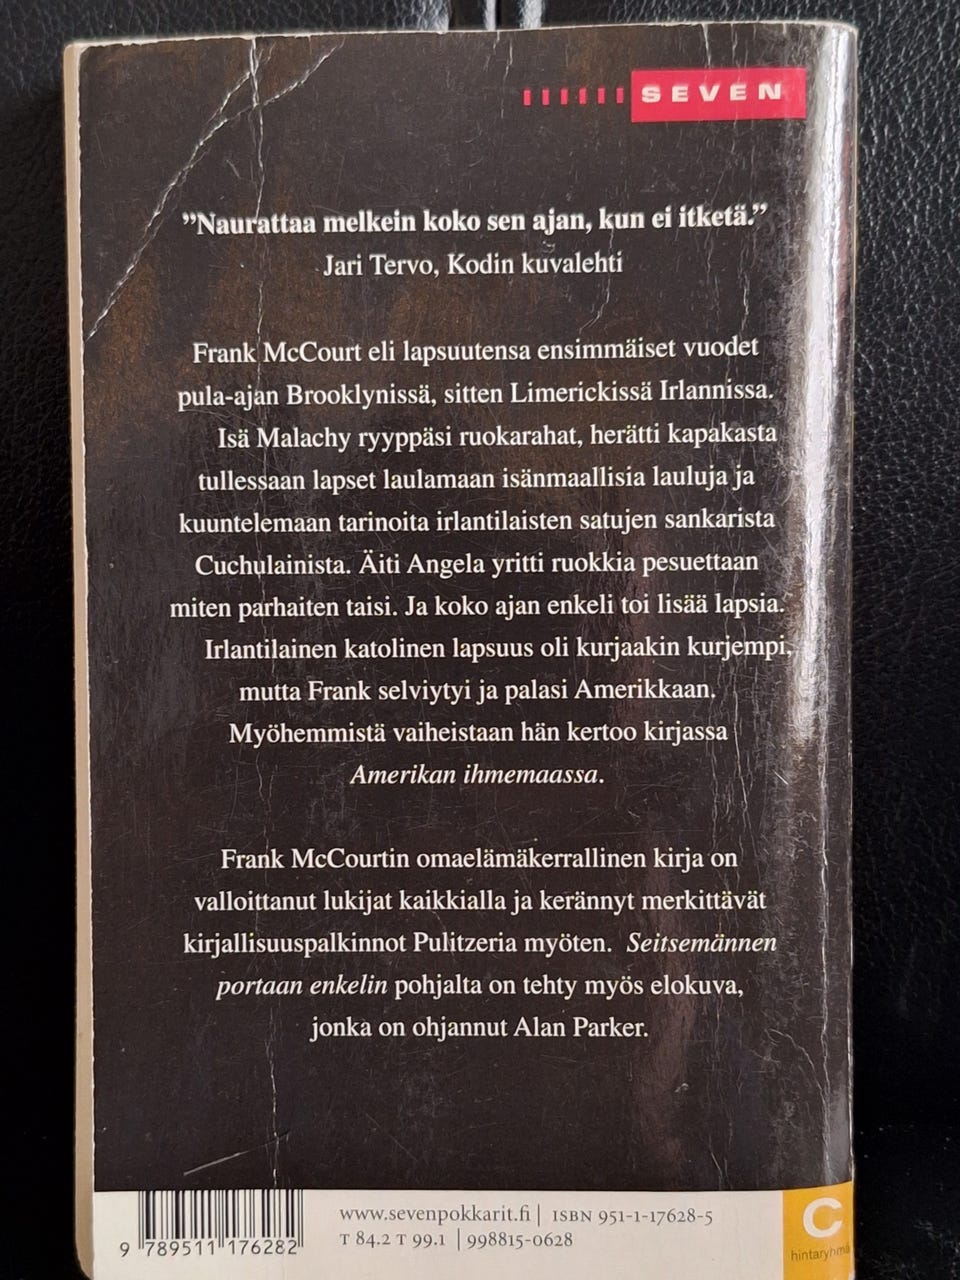 SEVEN
”Naurattaa melkein koko sen ajan, kun ei itketä.”
Jari Tervo, Kodin kuvalehti
Frank McCourt eli lapsuutensa ensimmäiset vuodet
pula-ajan Brooklynissä, sitten Limerickissä Irlannissa.
Isä Malachy ryyppäsi ruokarahat, herätti kapakasta
tullessaan lapset laulamaan isänmaallisia lauluja ja
kuuntelemaan tarinoita irlantilaisten satujen sankarista
Cuchulainista. Äiti Angela yritti ruokkia pesuettaan
miten parhaiten taisi. Ja koko ajan enkeli toi lisää lapsia.
Irlantilainen katolinen lapsuus oli kurjaakin kurjempi,
mutta Frank selviytyi ja palasi Amerikkaan.
Myöhemmistä vaiheistaan hän kertoo kirjassa
Amerikan ihmemaassa.
Frank McCourtin omaelämäkerrallinen kirja on
valloittanut lukijat kaikkialla ja kerännyt merkittävät
kirjallisuuspalkinnot Pulitzeria myöten. Seitsemännen
portaan enkelin pohjalta on tehty myös elokuva,
jonka on ohjannut Alan Parker.
www.sevenpokkarit.fi | ISBN 951-1-17628-5
T 84.2 T 99.1 | 998815-0628
9 789511 176282
C
hintaryhmä